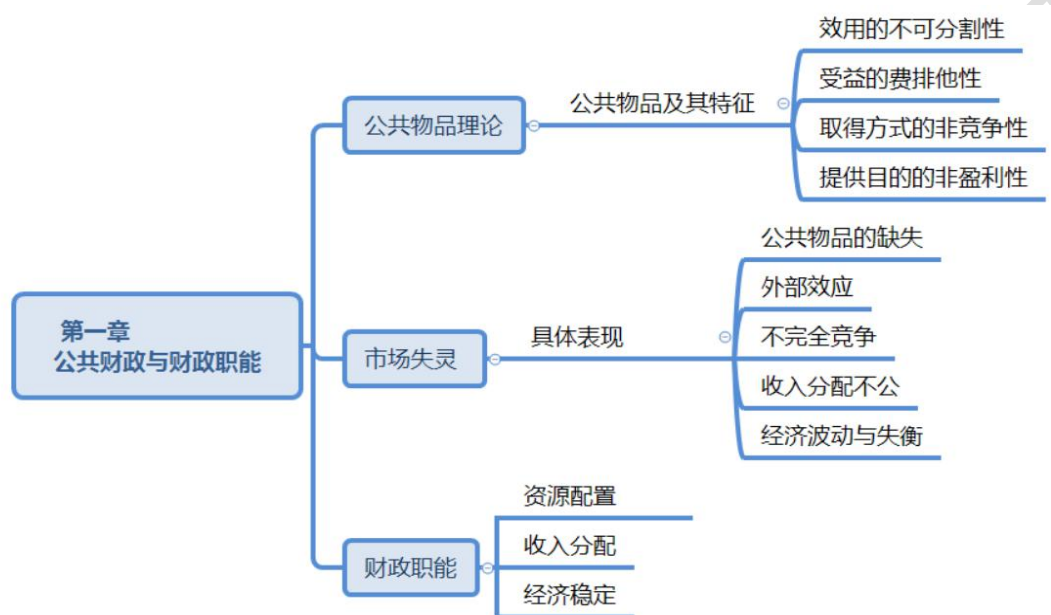 第一章
公共财政与财政职能
公共物品理论
公共物品及其特征
效用的不可分割性
受益的费排他性
取得方式的非竞争性
提供目的的非盈利性
市场失灵
具体表现
公共物品的缺失
外部效应
不完全竞争
收入分配不公
经济波动与失衡
财政职能
资源配置
收入分配
经济稳定